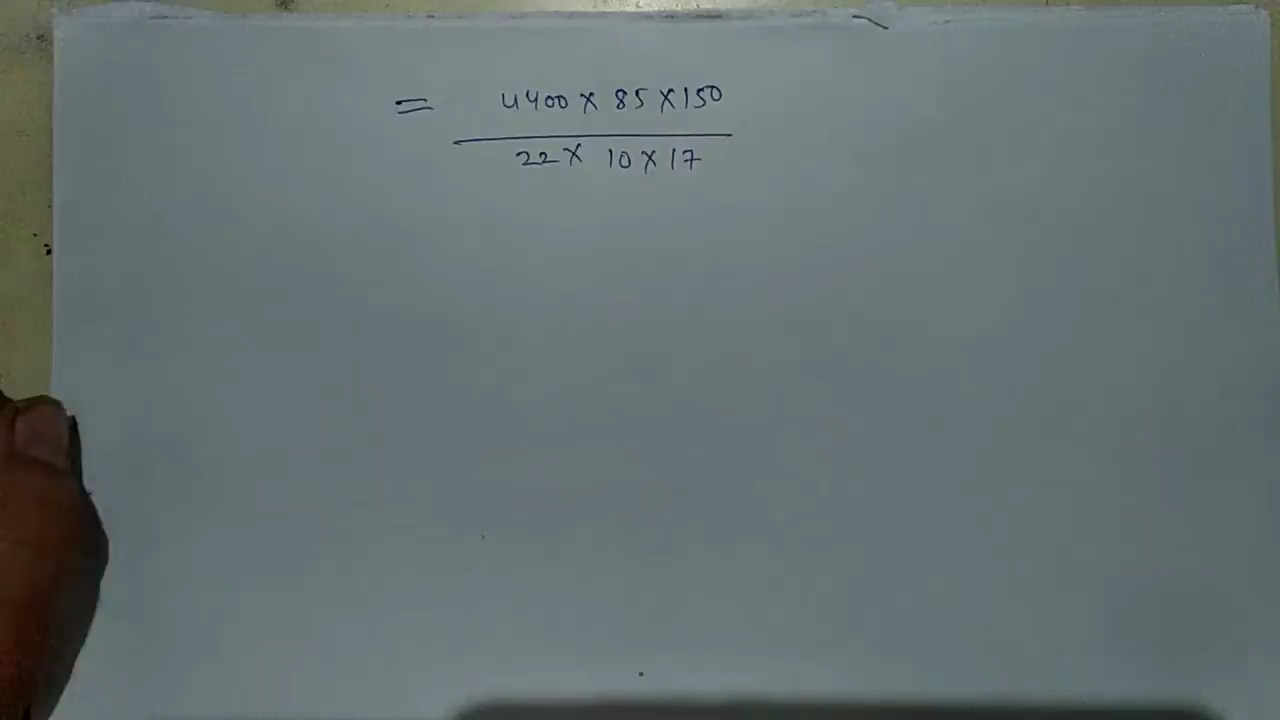 = 4400 × 85 × 150
22 × 10 × 17